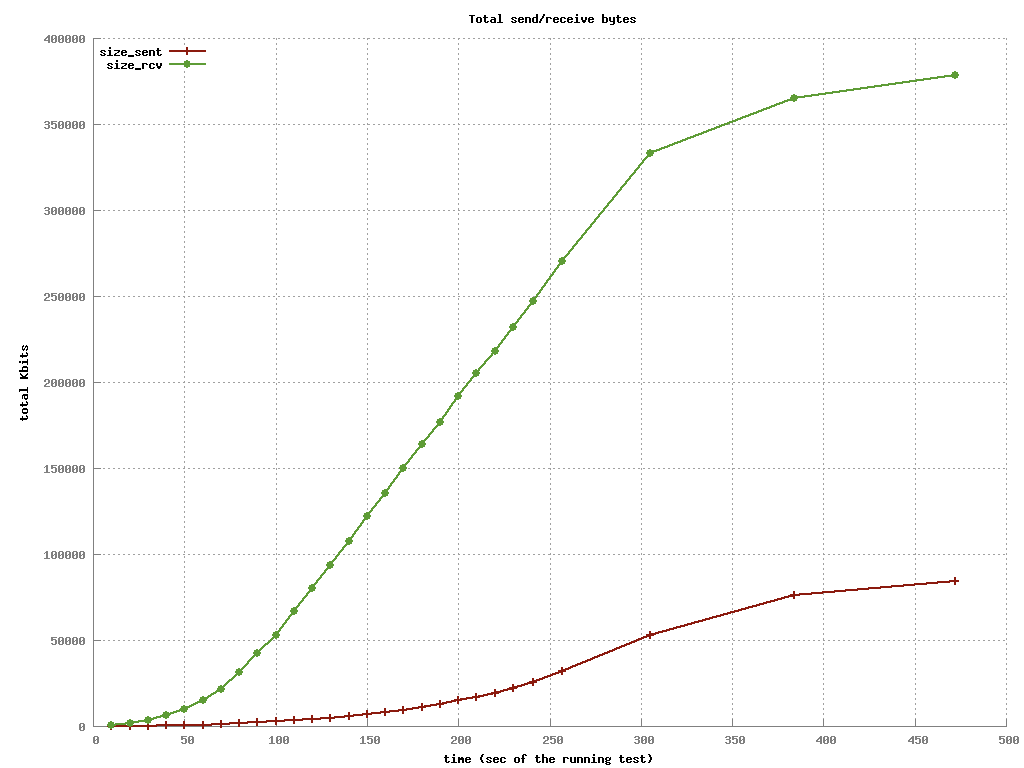 Total send/receive bytes
size_sent
size_rcv
400000
350000
300000
250000
200000
150000
100000
50000
0
total Kbits
0 50 100 150 200 250 300 350 400 450 500
time (sec of the running test)